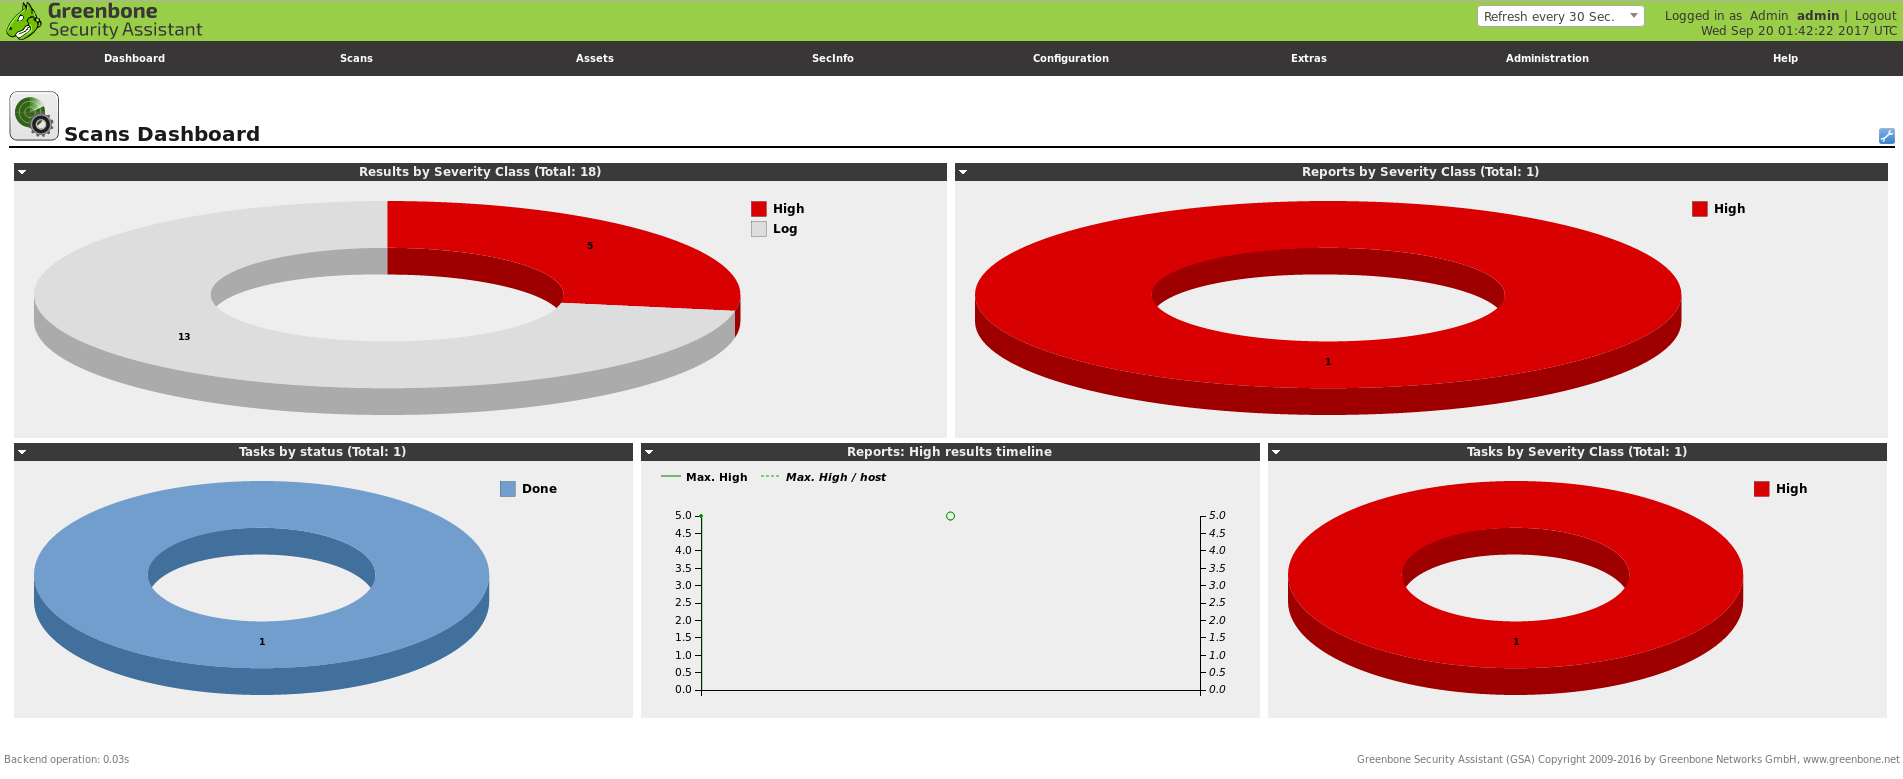 Greenbone
Security Assistant
Refresh every 30 Sec.
Logged in as Admin admin | Logout
Wed Sep 20 01:42:22 2017 UTC
Dashboard Scans Assets SecInfo Configuration Extras Administration Help
Scans Dashboard
Results by Severity Class (Total: 18)
High
Log
5
13
Reports by Severity Class (Total: 1)
High
1
Tasks by status (Total: 1)
Done
1
Reports: High results timeline
Max. High Max. High / host
5.0 5.0
4.5 4.5
4.0 4.0
3.5 3.5
3.0 3.0
2.5 2.5
2.0 2.0
1.5 1.5
1.0 1.0
0.5 0.5
0.0 0.0
Tasks by Severity Class (Total: 1)
High
1
Backend operation: 0.03s
Greenbone Security Assistant (GSA) Copyright 2009-2016 by Greenbone Networks GmbH, www.greenbone.net